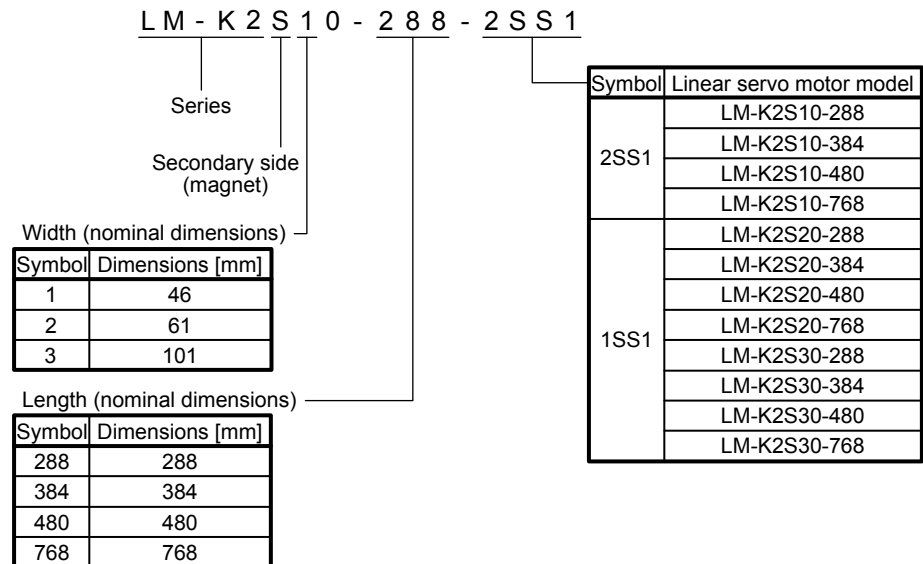 LM-K2S10-288-2SS1
Series
Secondary side
(magnet)
Width (nominal dimensions)
Symbol Dimensions [mm]
1 46
2 61
3 101
Length (nominal dimensions)
Symbol Dimensions [mm]
288 288
384 384
480 480
768 768
Symbol Linear servo motor model
2SS1
LM-K2S10-288
LM-K2S10-384
LM-K2S10-480
LM-K2S10-768
1SS1
LM-K2S20-288
LM-K2S20-384
LM-K2S20-480
LM-K2S20-768
LM-K2S30-288
LM-K2S30-384
LM-K2S30-480
LM-K2S30-768